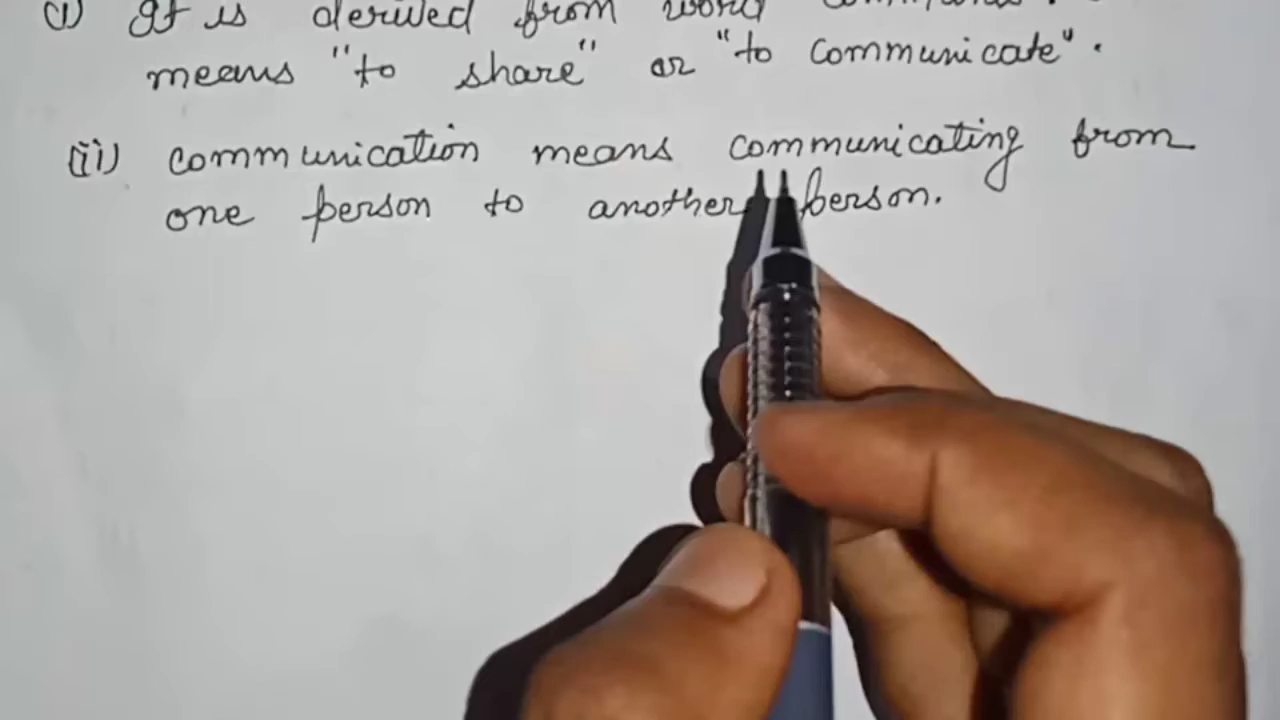 (i) It is derived from word
means "to share" or "to communicate".
(ii) communication means communicating from
one person to another person.